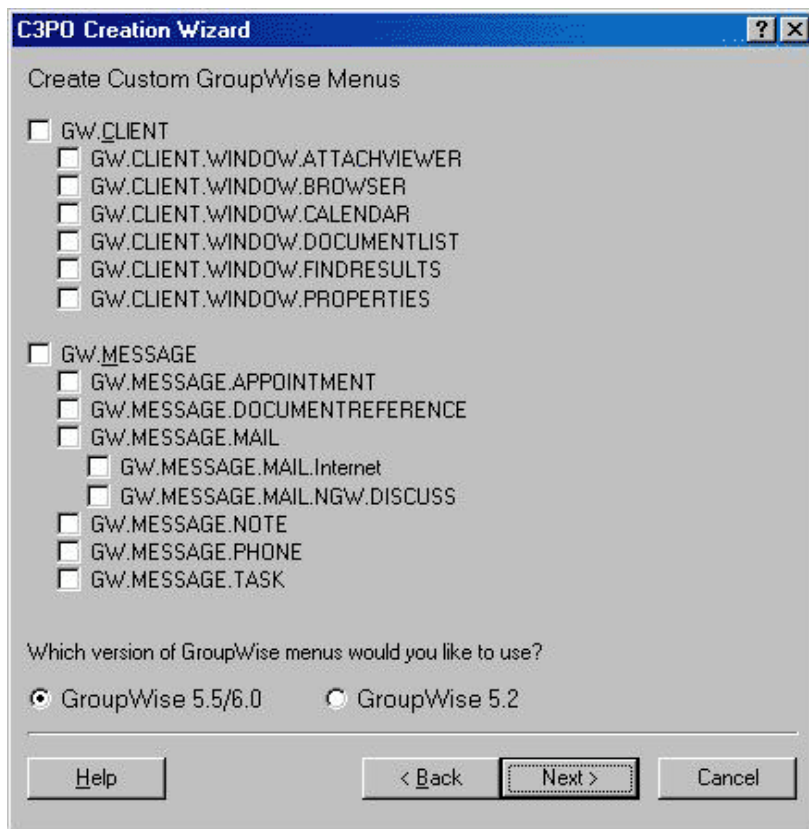 C3PO Creation Wizard
Create Custom GroupWise Menus
GW.CLIENT
GW.CLIENT.WINDOW.ATTACHVIEWER
GW.CLIENT.WINDOW.BROWSER
GW.CLIENT.WINDOW.CALENDAR
GW.CLIENT.WINDOW.DOCUMENTLIST
GW.CLIENT.WINDOW.FINDRESULTS
GW.CLIENT.WINDOW.PROPERTIES
GW.MESSAGE
GW.MESSAGE.APPOINTMENT
GW.MESSAGE.DOCUMENTREFERENCE
GW.MESSAGE.MAIL
GW.MESSAGE.MAIL.Internet
GW.MESSAGE.MAIL.NGW.DISCUSS
GW.MESSAGE.NOTE
GW.MESSAGE.PHONE
GW.MESSAGE.TASK
Which version of GroupWise menus would you like to use?
GroupWise 5.5/6.0 GroupWise 5.2
Help < Back Next > Cancel